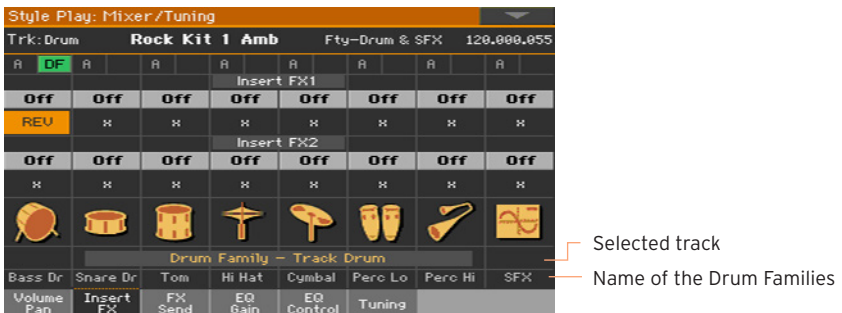 Style Play: Mixer/Tuning
Trk:Drum Rock Kit 1 Amb Fty-Drum & SFX 120.000.055
A DF A A A A A A A
Insert FX1
Off Off Off Off Off Off Off Off
REV x x x x x x x
Insert FX2
Off Off Off Off Off Off Off Off
x x x x x x x x
Drum Family – Track Drum
Selected track
Bass Dr Snare Dr Tom Hi Hat Cymbal Perc Lo Perc Hi SFX
Name of the Drum Families
Volume Pan Insert FX FX Send EQ Gain EQ Control Tuning